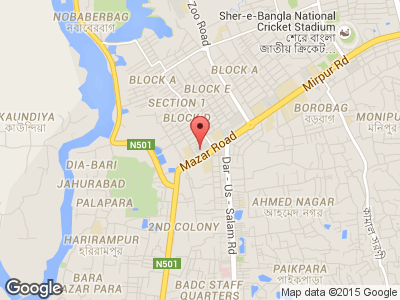 NOBABERBAG
নবাবেরবাগ
Zoo Road
Sher-e-Bangla National
Cricket Stadium
শেরে বাংলা
জাতীয় ক্রিকেট ...
BLOCK A
BLOCK A
BLOCK E
Mirpur Rd
SECTION 1
BLOCK D
KAUNDIYA
কাউন্দিয়া
BOROBAG
বড়বাগ
MONIPU
মনিপুর
N501
Mazar Road
DIA-BARI
JAHURABAD
PALAPARA
Dar - Us - Salam Rd
AHMED NAGAR
আহমেদ নগর
কামাল সরণী
2ND COLONY
HARIRAMPUR
হরিরামপুর
N501
BARA
MAZAR PARA
BADC STAFF
QUARTERS
PAIKPARA
পাইকপাড়া
Google
Map data ©2015 Google